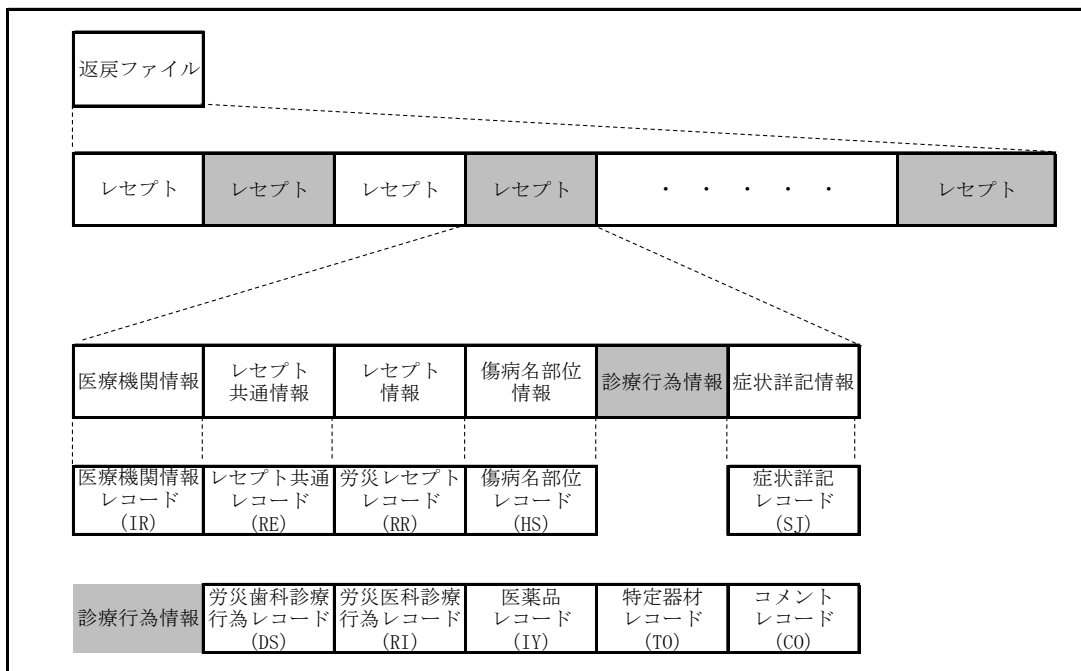 返戻ファイル
レセプト
レセプト
レセプト
レセプト
・・・・・
レセプト
医療機関情報
レセプト
共通情報
レセプト
情報
傷病名部位
情報
診療行為情報
症状詳記情報
医療機関情報
レコード
(IR)
レセプト共通
レコード
(RE)
労災レセプト
レコード
(RR)
傷病名部位
レコード
(HS)
症状詳記
レコード
(SJ)
診療行為情報
労災歯科診療
行為レコード
(DS)
労災医科診療
行為レコード
(RI)
医薬品
レコード
(IY)
特定器材
レコード
(TO)
コメント
レコード
(CO)